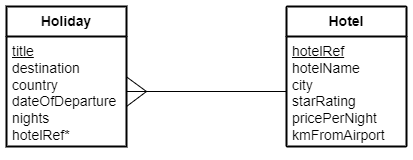 Holiday
title
destination
country
dateOfDeparture
nights
hotelRef*
Hotel
hotelRef
hotelName
city
starRating
pricePerNight
kmFromAirport